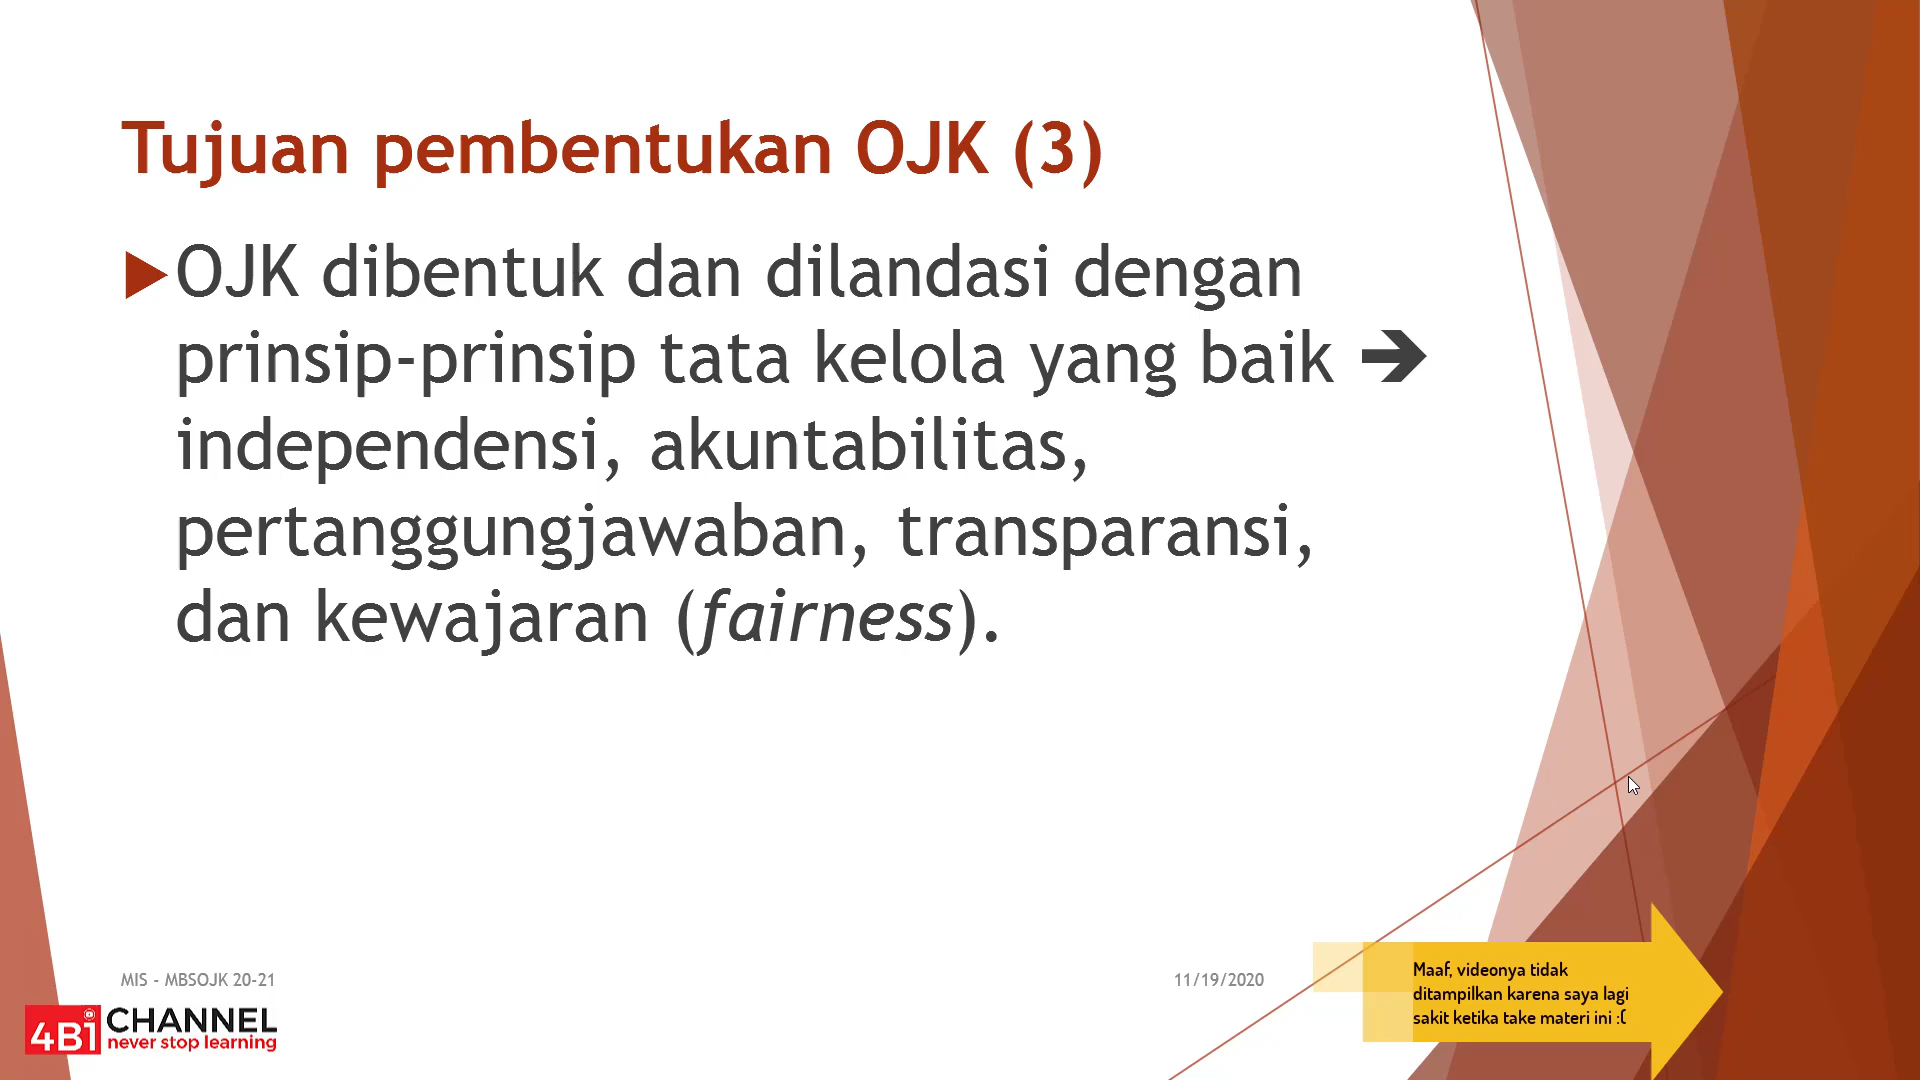 Tujuan pembentukan OJK (3)
OJK dibentuk dan dilandasi dengan
prinsip-prinsip tata kelola yang baik ➔
independensi, akuntabilitas,
pertanggungjawaban, transparansi,
dan kewajaran (fairness).
MIS - MBSOJK 20-21
11/19/2020
Maaf, videonya tidak
ditampilkan karena saya lagi
sakit ketika take materi ini :(
4Bi CHANNEL
never stop learning